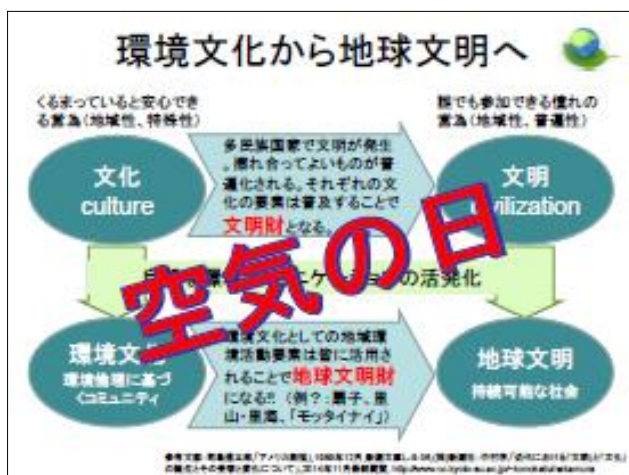 環境文化から地球文明へ
くるまっていると安心でき
る営為(地域性、特殊性)
誰でも参加できる憧れの
営為(地域性、普遍性)
文化
culture
多民族国家で文明が発生
。擦れ合ってよいものが普
遍化される。それぞれの文
化の要素は普及することで
文明財となる。
文明
vilization
空気の日
の活発化
環境文
環境倫理に基づ
くコミュニティ
環境文化としての地域環
境活動要素は皆に活用さ
れることで地球文明財
になる!! (例?:扇子、里
山・里海、「モッタイナイ」)
地球文明
持続可能な社会